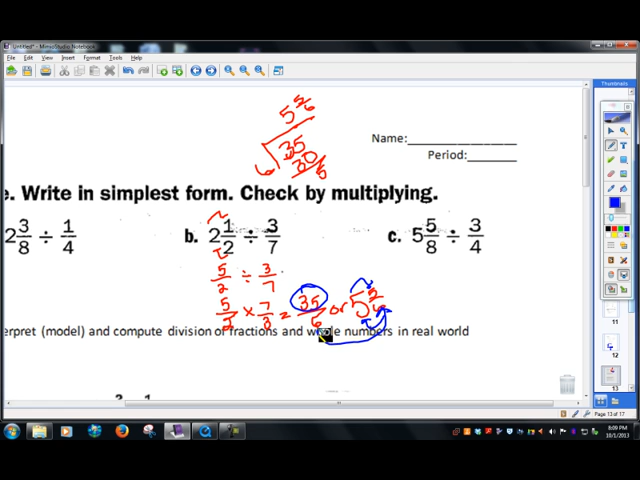 Untitled* - MimioStudio Notebook
File Edit View Insert Format Tools Help
Thumbnails
5 5/6
6 35
30
5
Name:
Period:
e. Write in simplest form. Check by multiplying.
2 3/8 ÷ 1/4 b. 2 1/2 ÷ 3/7 c. 5 5/8 ÷ 3/4
5/2 ÷ 3/7
5/2 × 7/3 = 35/6 or 5 5/6
erpret (model) and compute division of fractions and whole numbers in real world
11
12
13
Page 13 of 17
8:09 PM
10/1/2013